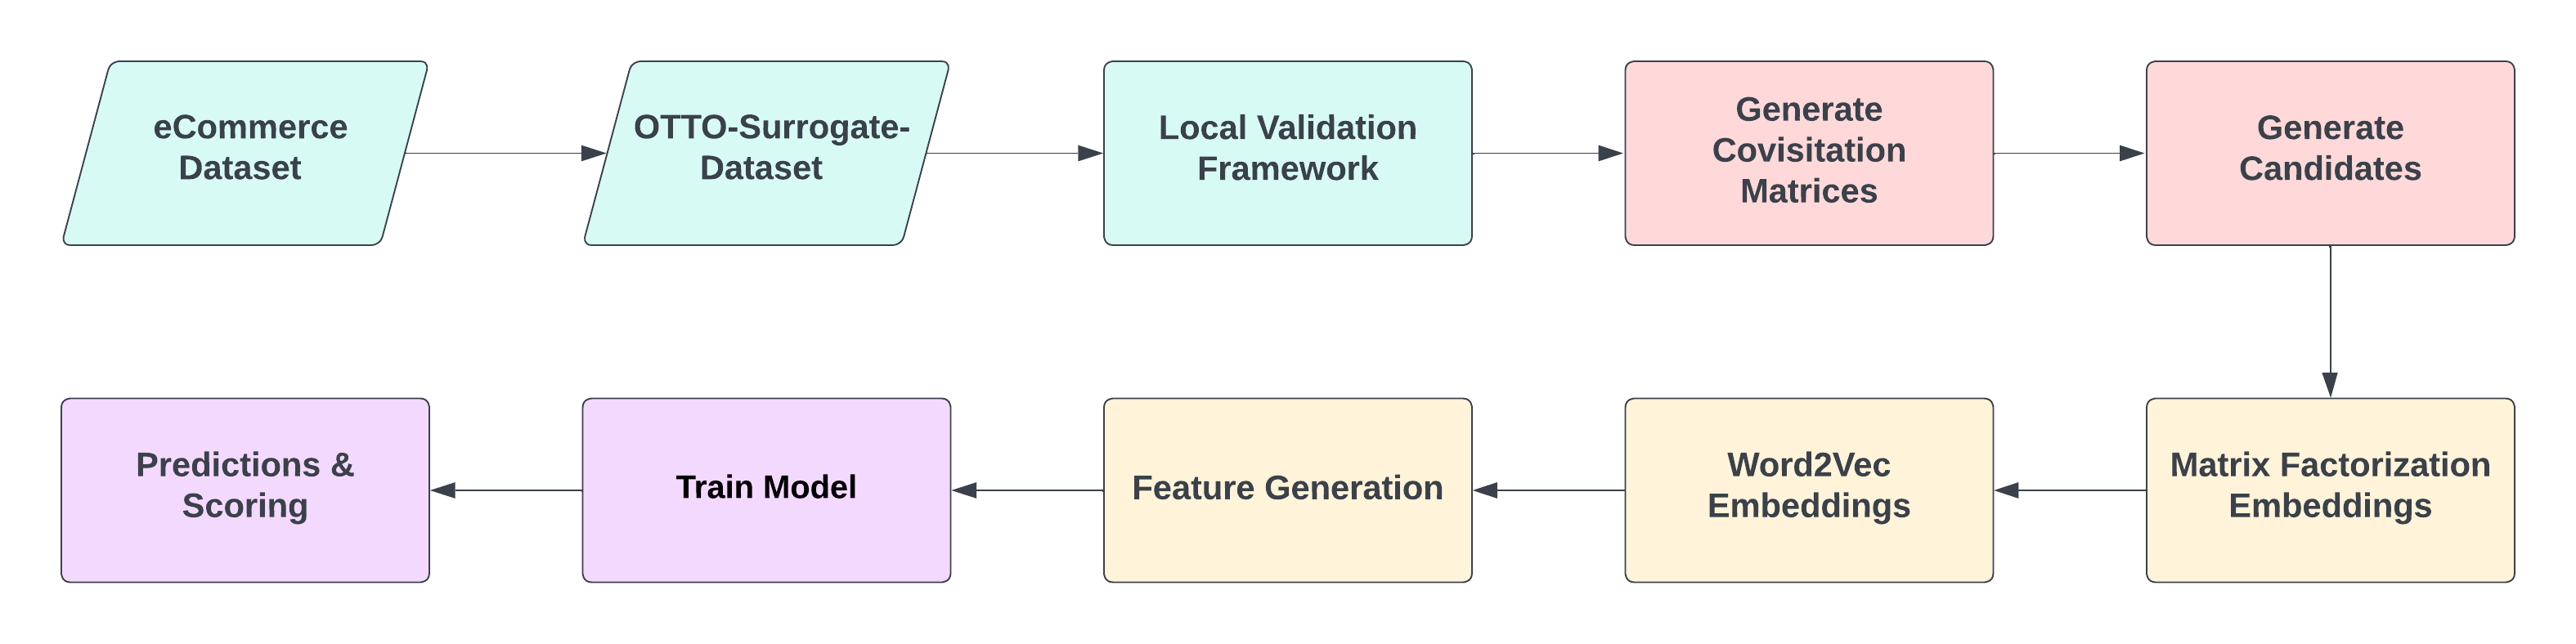 eCommerce
Dataset
OTTO-Surrogate-
Dataset
Local Validation
Framework
Generate
Covisitation
Matrices
Generate
Candidates
Matrix Factorization
Embeddings
Word2Vec
Embeddings
Feature Generation
Train Model
Predictions &
Scoring